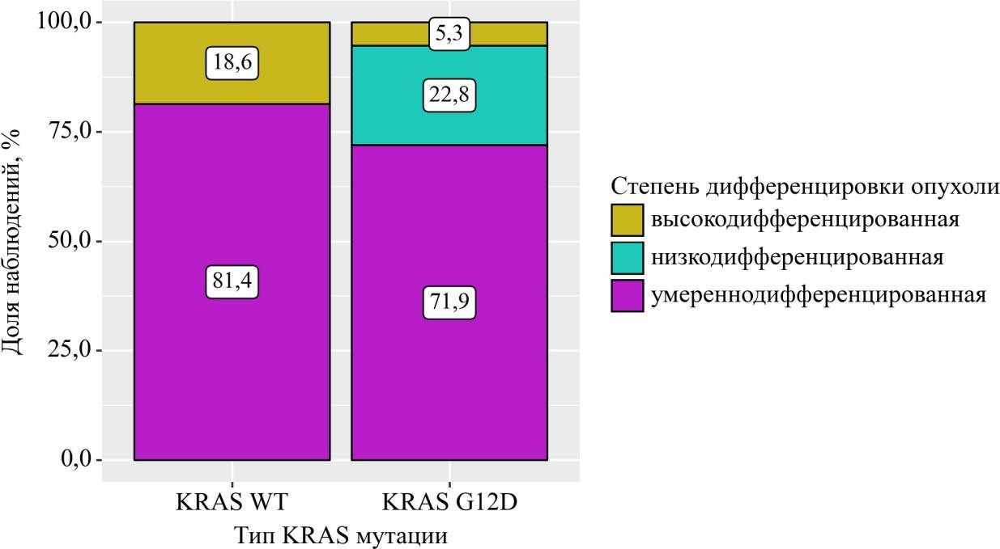 Доля наблюдений, %
100,0
75,0
50,0
25,0
0,0
18,6
81,4
5,3
22,8
71,9
KRAS WT
KRAS G12D
Тип KRAS мутации
Степень дифференцировки опухоли
высокодифференцированная
низкодифференцированная
умереннодифференцированная